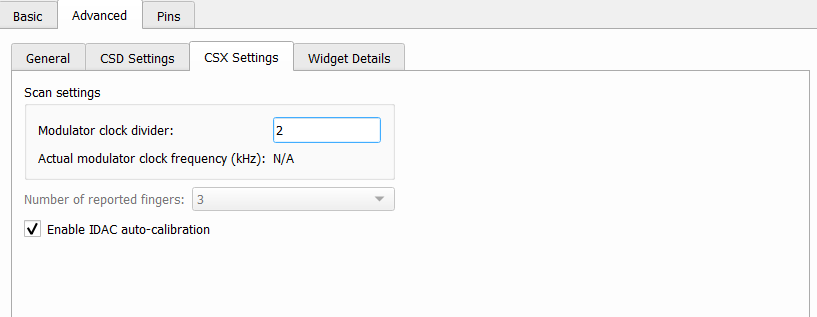 Basic Advanced Pins
General CSD Settings CSX Settings Widget Details
Scan settings
Modulator clock divider: 2
Actual modulator clock frequency (kHz): N/A
Number of reported fingers: 3
Enable IDAC auto-calibration